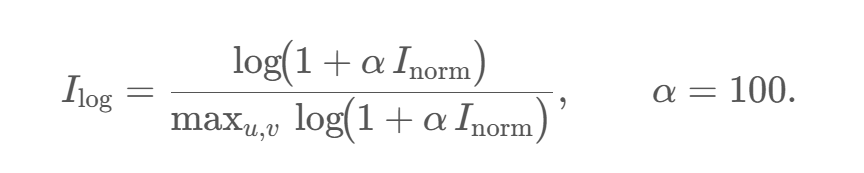 I_log = log(1 + α I_norm) / max_{u,v} log(1 + α I_norm), α = 100.